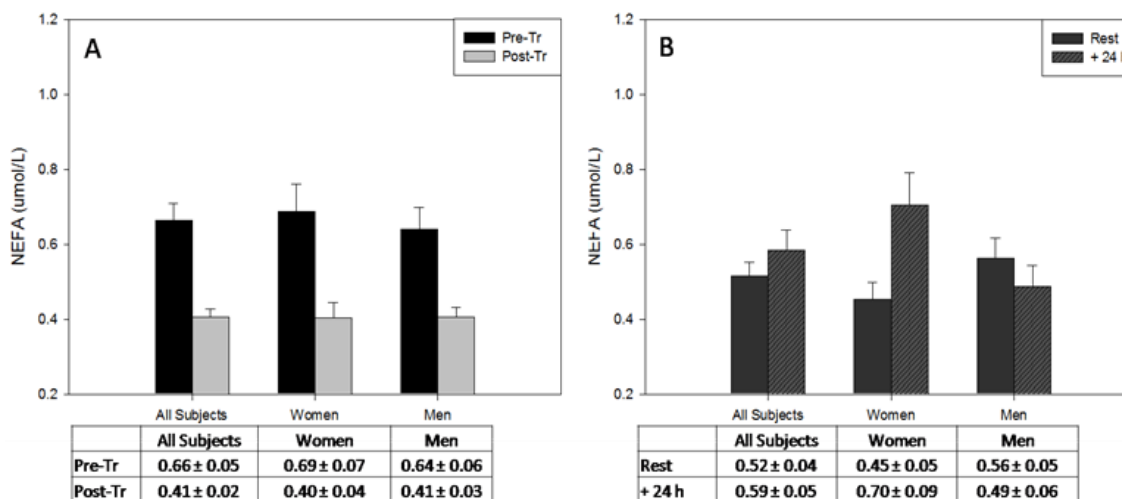 A
Pre-Tr
Post-Tr
NEFA (umol/L)
1.2
1.0
0.8
0.6
0.4
0.2
All Subjects Women Men
All Subjects Women Men
Pre-Tr 0.66 ± 0.05 0.69 ± 0.07 0.64 ± 0.06
Post-Tr 0.41 ± 0.02 0.40 ± 0.04 0.41 ± 0.03
B
Rest
+ 24
NEFA (umol/L)
1.2
1.0
0.8
0.6
0.4
0.2
All Subjects Women Men
All Subjects Women Men
Rest 0.52 ± 0.04 0.45 ± 0.05 0.56 ± 0.05
+ 24 h 0.59 ± 0.05 0.70 ± 0.09 0.49 ± 0.06